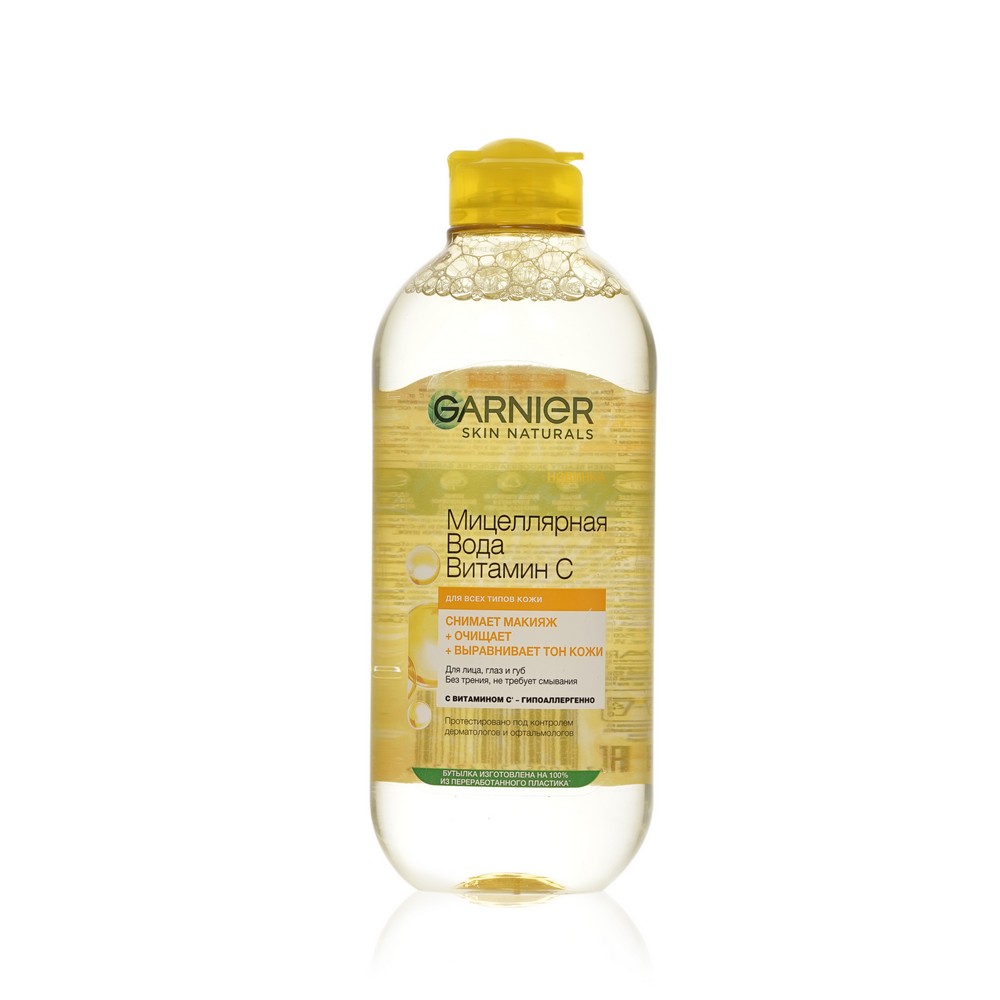 GARNIER
SKIN NATURALS
Мицеллярная
Вода
Витамин С
ДЛЯ ВСЕХ ТИПОВ КОЖИ
СНИМАЕТ МАКИЯЖ
+ ОЧИЩАЕТ
+ ВЫРАВНИВАЕТ ТОН КОЖИ
Для лица, глаз и губ
Без трения, не требует смывания
С ВИТАМИНОМ С* – ГИПОАЛЛЕРГЕННО
Протестировано под контролем
дерматологов и офтальмологов
БУТЫЛКА ИЗГОТОВЛЕНА НА 100%
ИЗ ПЕРЕРАБОТАННОГО ПЛАСТИКА